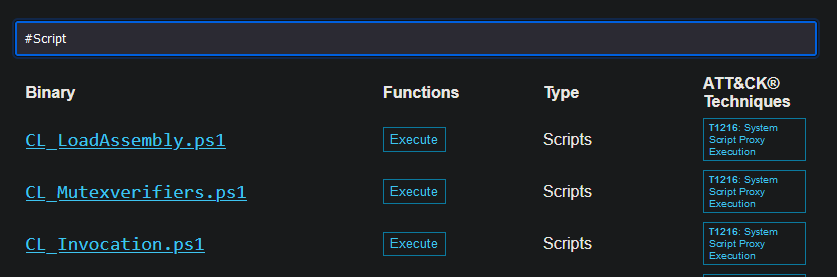 #Script
Binary Functions Type ATT&CK® Techniques
CL_LoadAssembly.ps1 Execute Scripts T1216: System Script Proxy Execution
CL_Mutexverifiers.ps1 Execute Scripts T1216: System Script Proxy Execution
CL_Invocation.ps1 Execute Scripts T1216: System Script Proxy Execution